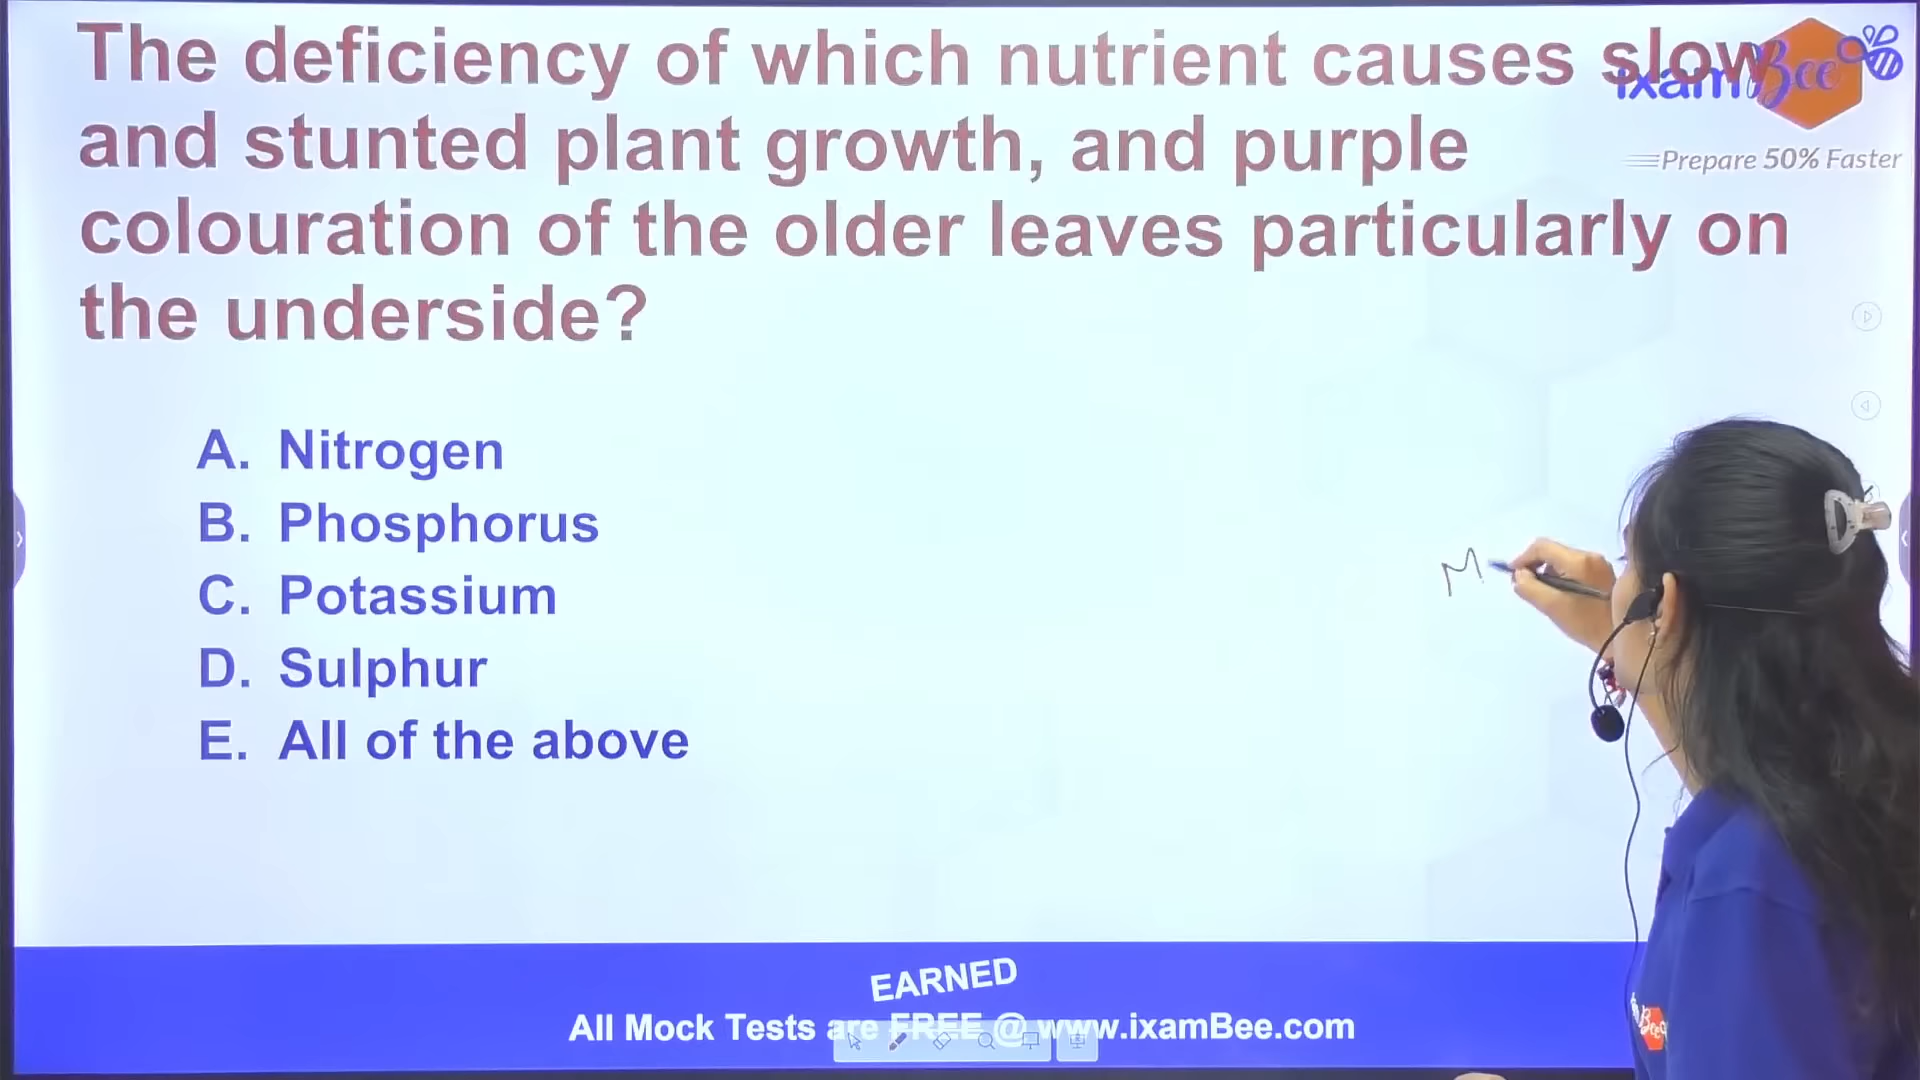 The deficiency of which nutrient causes slow
and stunted plant growth, and purple
colouration of the older leaves particularly on
the underside?
ixamBee
Prepare 50% Faster
A. Nitrogen
B. Phosphorus
C. Potassium
D. Sulphur
E. All of the above
M
EARNED
All Mock Tests are FREE @ www.ixamBee.com
Bee